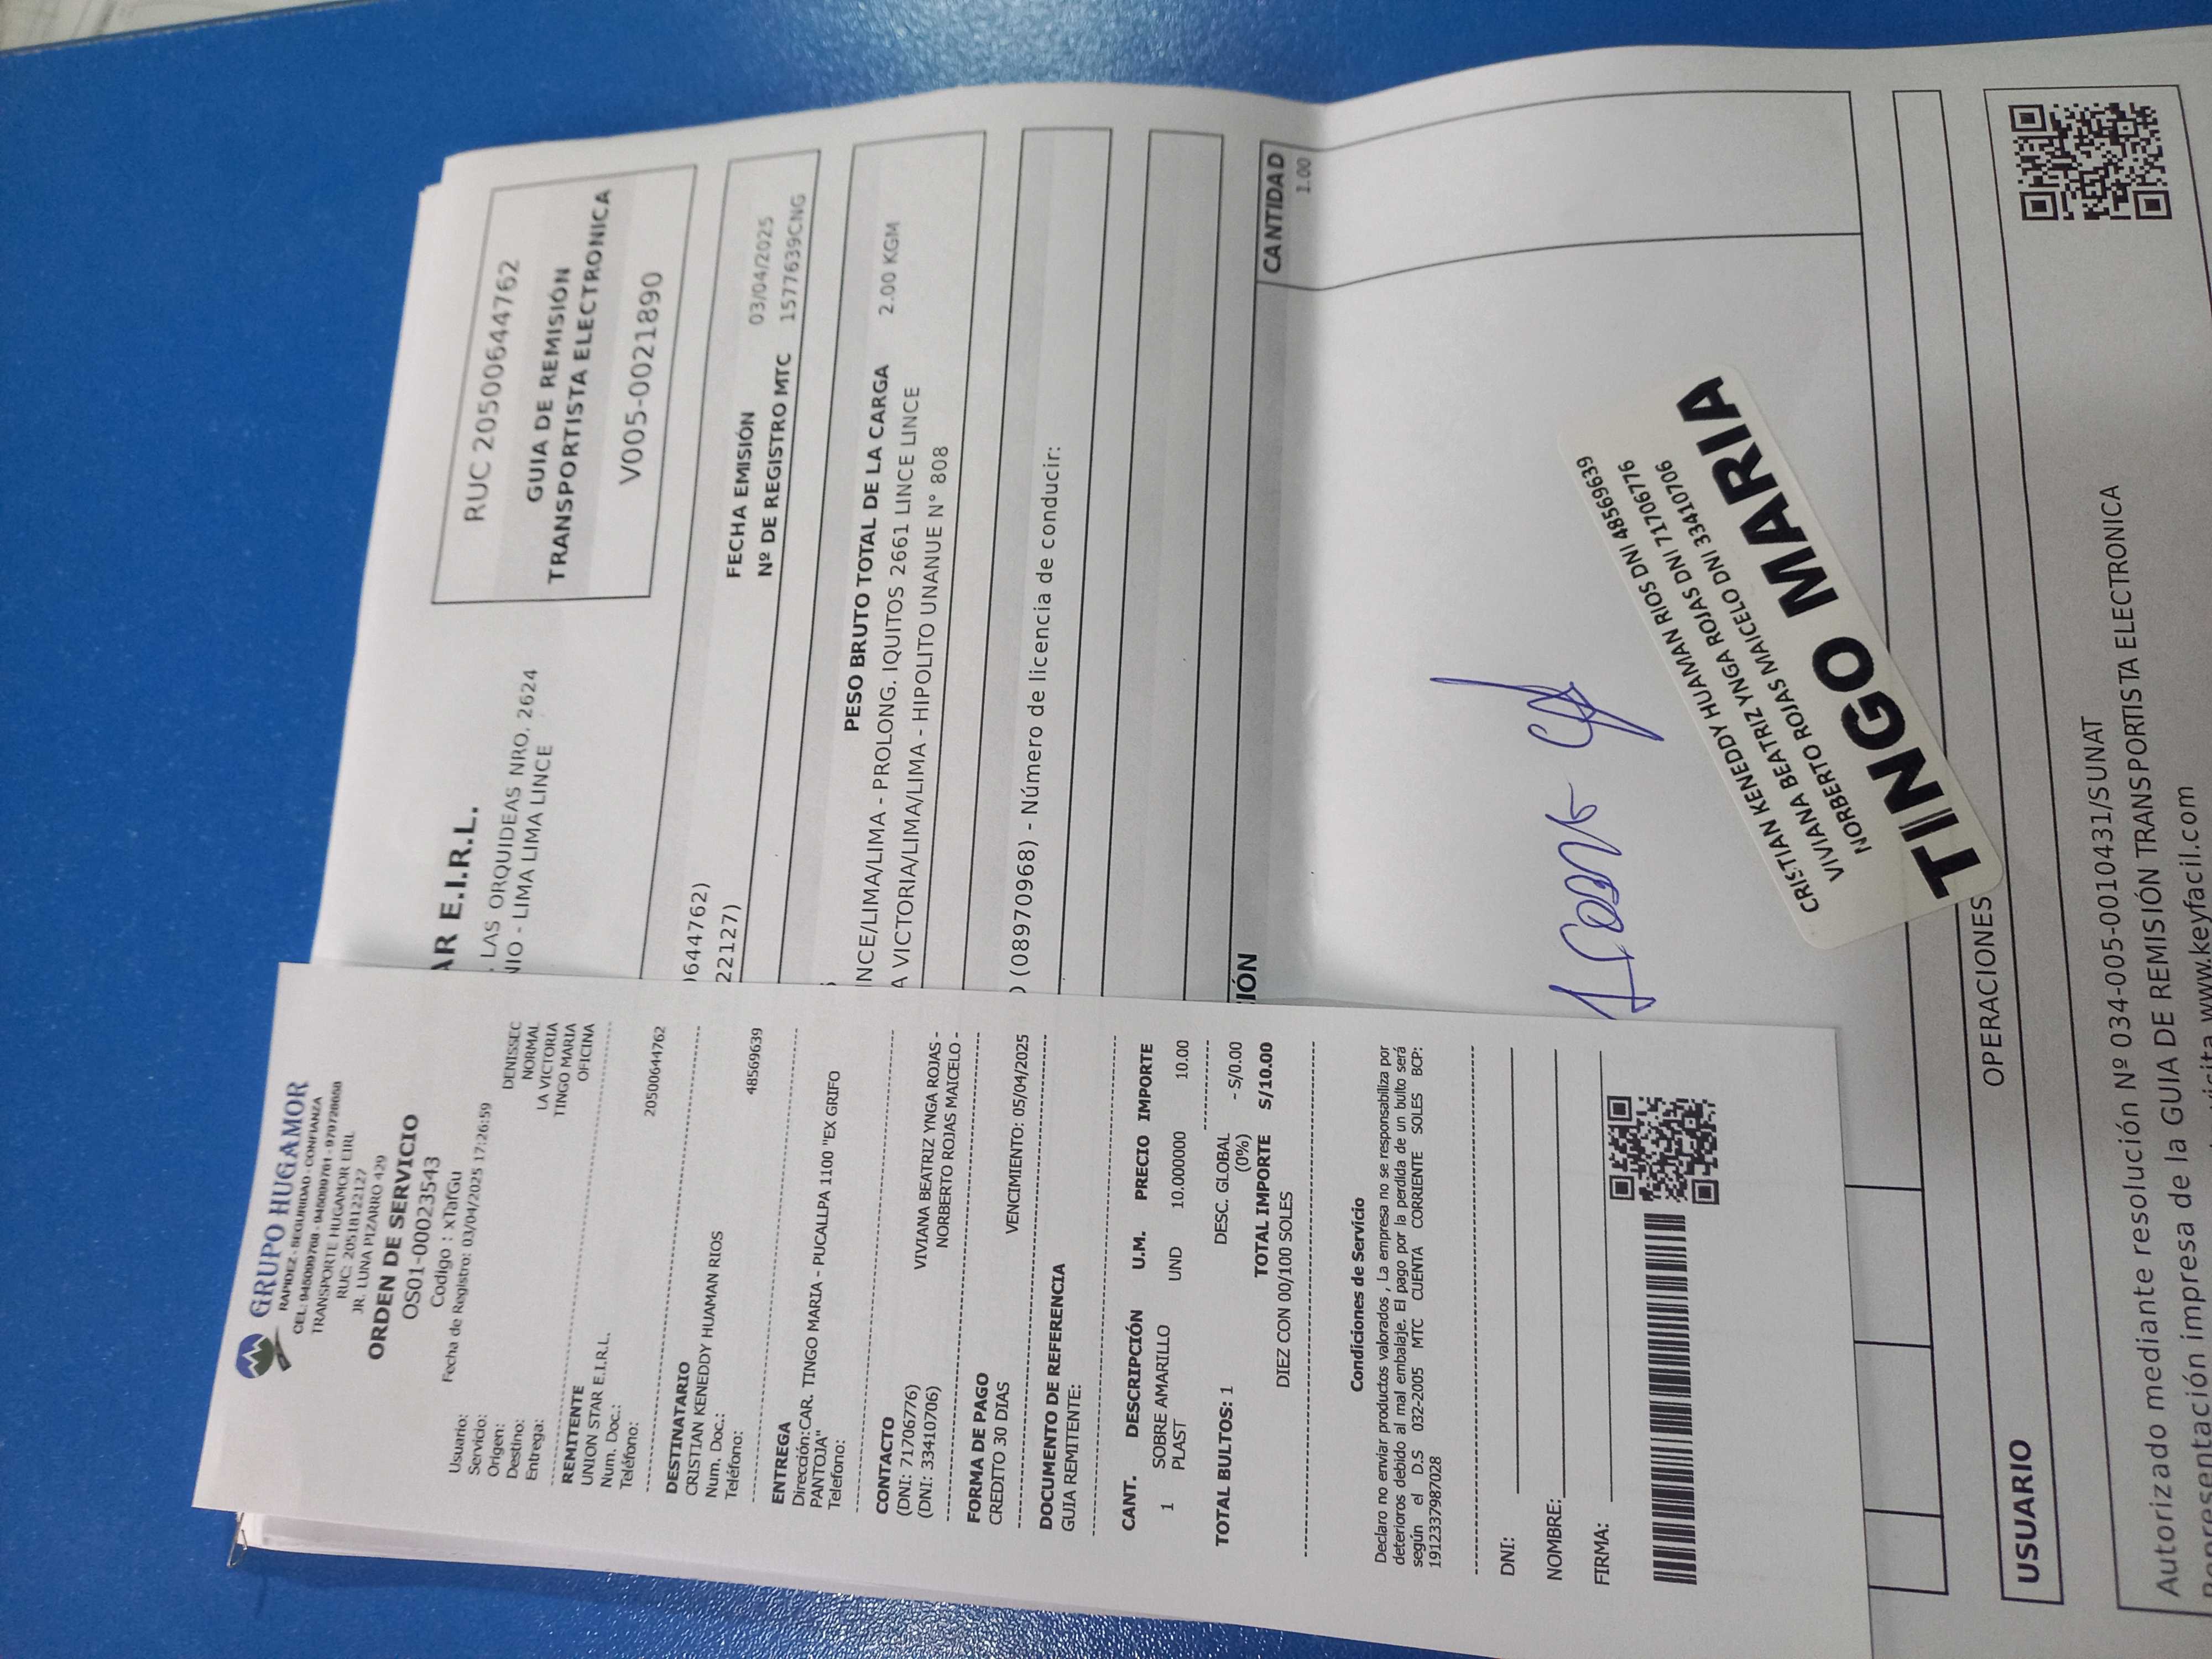 GRUPO HUGAMOR
RAPIDEZ - SEGURIDAD - CONFIANZA
CEL: 945099768 - 945099761 - 979728688
TRANSPORTE HUGAMOR EIRL
RUC: 20518122127
JR. LUNA PIZARRO 429
ORDEN DE SERVICIO
OS01-00023543
Codigo : xTafGu
Fecha de Registro: 03/04/2025 17:26:59
Usuario: DENISSEC
Servicio: NORMAL
Origen: LA VICTORIA
Destino: TINGO MARIA
Entrega: OFICINA
REMITENTE
UNION STAR E.I.R.L.
Num. Doc.: 20500644762
Teléfono:
DESTINATARIO
CRISTIAN KENEDDY HUAMAN RIOS
Num. Doc.: 48569639
Teléfono:
ENTREGA
Dirección:CAR. TINGO MARIA - PUCALLPA 1100 "EX GRIFO
PANTOJA"
Telefono:
CONTACTO
(DNI: 71706776) VIVIANA BEATRIZ YNGA ROJAS -
(DNI: 33410706) NORBERTO ROJAS MAICELO -
FORMA DE PAGO
CREDITO 30 DIAS VENCIMIENTO: 05/04/2025
DOCUMENTO DE REFERENCIA
GUIA REMITENTE:
CANT. DESCRIPCIÓN U.M. PRECIO IMPORTE
1 SOBRE AMARILLO UND 10.0000000 10.00
PLAST
TOTAL BULTOS: 1 DESC. GLOBAL - S/0.00
(0%)
TOTAL IMPORTE S/10.00
DIEZ CON 00/100 SOLES
Condiciones de Servicio
Declaro no enviar productos valorados , La empresa no se responsabiliza por
deterioros debido al mal embalaje. El pago por la perdida de un bulto será
según el D.S 032-2005 MTC CUENTA CORRIENTE SOLES BCP:
1912337987028
DNI:
NOMBRE:
FIRMA:
AR E.I.R.L.
LAS ORQUIDEAS NRO. 2624
NIO - LIMA LIMA LINCE
RUC 20500644762
GUIA DE REMISIÓN
TRANSPORTISTA ELECTRONICA
V005-0021890
0644762)
22127)
FECHA EMISIÓN 03/04/2025
Nº DE REGISTRO MTC 1577639CNG
PESO BRUTO TOTAL DE LA CARGA 2.00 KGM
NCE/LIMA/LIMA - PROLONG. IQUITOS 2661 LINCE LINCE
A VICTORIA/LIMA/LIMA - HIPOLITO UNANUE N° 808
(08970968) - Número de licencia de conducir:
IÓN CANTIDAD
1.00
CRISTIAN KENEDDY HUAMAN RIOS DNI 48569639
VIVIANA BEATRIZ YNGA ROJAS DNI 71706776
NORBERTO ROJAS MAICELO DNI 33410706
TINGO MARIA
USUARIO OPERACIONES
Autorizado mediante resolución Nº 034-005-0010431/SUNAT
Representación impresa de la GUIA DE REMISIÓN TRANSPORTISTA ELECTRONICA
visita www.keyfacil.com